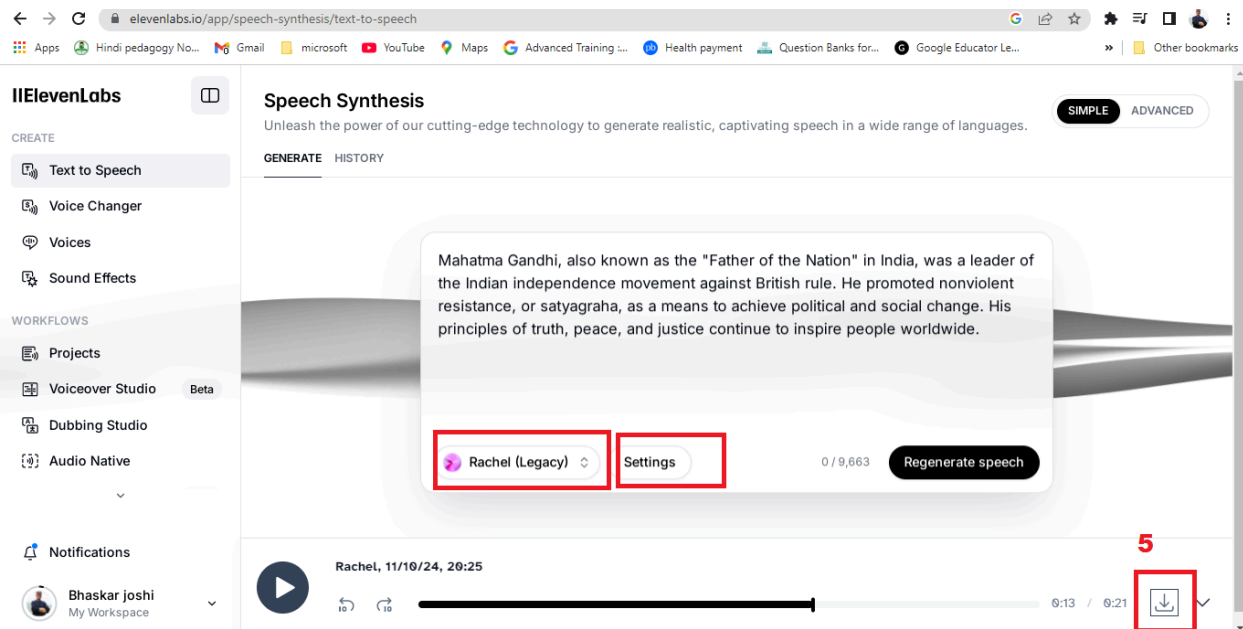 elevenlabs.io/app/speech-synthesis/text-to-speech
Apps Hindi pedagogy No... Gmail microsoft YouTube Maps Advanced Training :... Health payment Question Banks for... Google Educator Le... » Other bookmarks
IIElevenLabs
CREATE
Text to Speech
Voice Changer
Voices
Sound Effects
WORKFLOWS
Projects
Voiceover Studio Beta
Dubbing Studio
Audio Native
Notifications
Bhaskar joshi
My Workspace
Speech Synthesis
Unleash the power of our cutting-edge technology to generate realistic, captivating speech in a wide range of languages.
SIMPLE ADVANCED
GENERATE HISTORY
Mahatma Gandhi, also known as the "Father of the Nation" in India, was a leader of
the Indian independence movement against British rule. He promoted nonviolent
resistance, or satyagraha, as a means to achieve political and social change. His
principles of truth, peace, and justice continue to inspire people worldwide.
Rachel (Legacy) Settings 0 / 9,663 Regenerate speech
5
Rachel, 11/10/24, 20:25
10 10 0:13 / 0:21